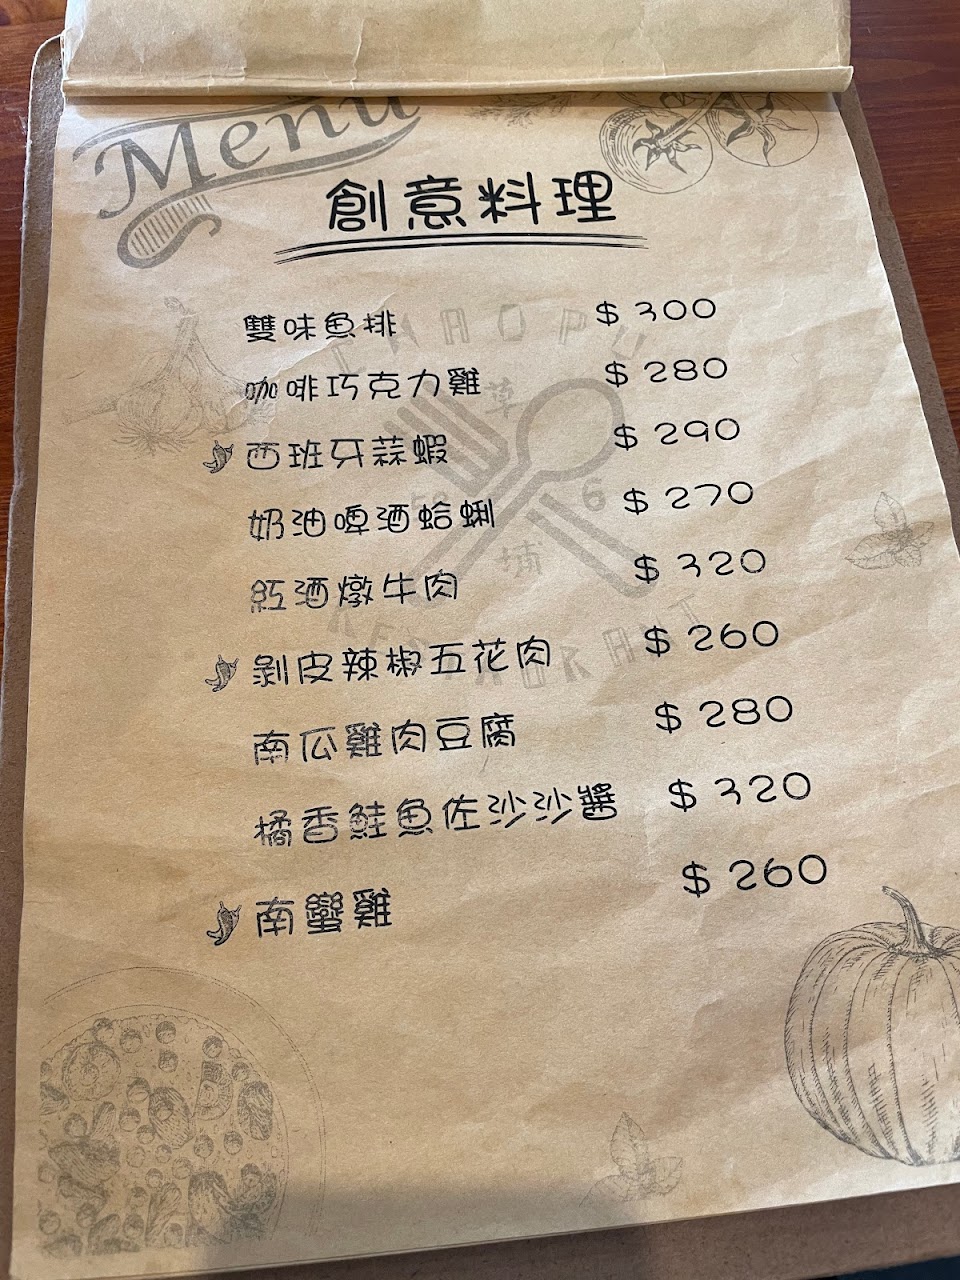 Menu
創意料理
雙味魚排 $300
咖啡巧克力雞 $280
西班牙蒜蝦 $290
奶油啤酒蛤蜊 $270
紅酒燉牛肉 $320
剝皮辣椒五花肉 $260
南瓜雞肉豆腐 $280
橘香鮭魚佐沙沙醬 $320
南蠻雞 $260
草
埔
RESTAURANT